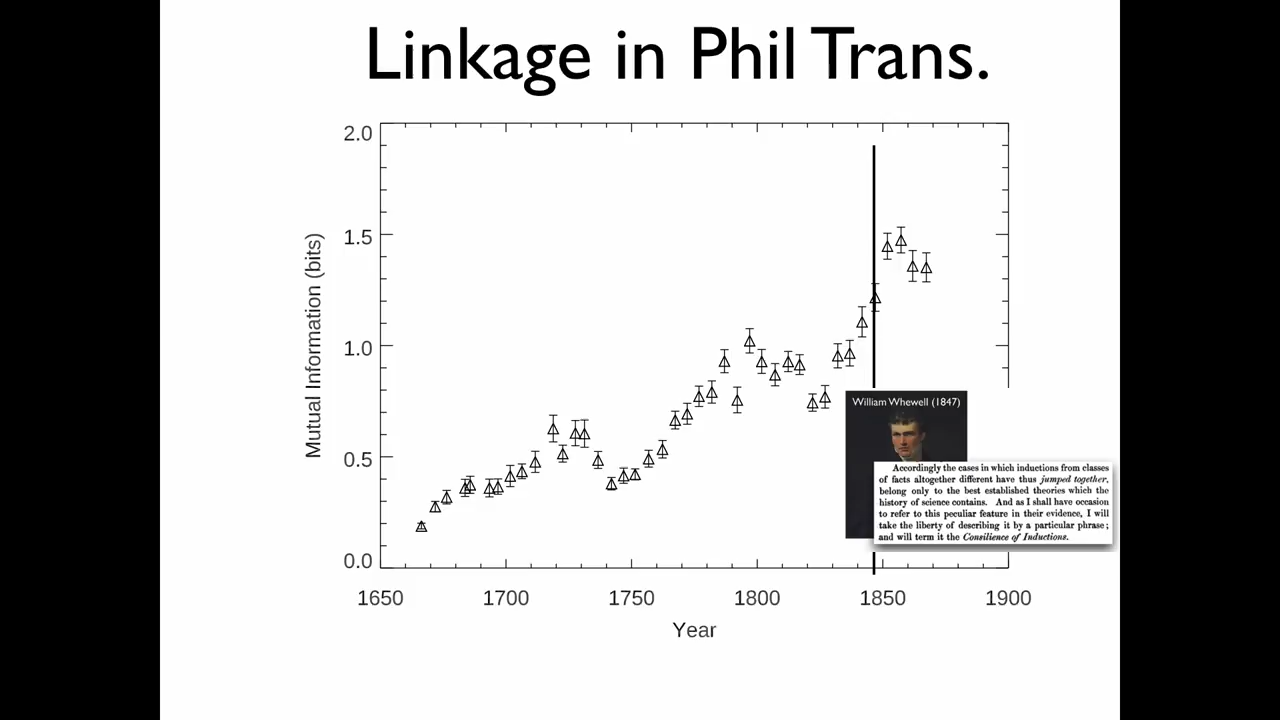 Linkage in Phil Trans.
2.0
1.5
1.0
0.5
0.0
Mutual Information (bits)
1650 1700 1750 1800 1850 1900
Year
William Whewell (1847)
Accordingly the cases in which inductions from classes
of facts altogether different have thus jumped together,
belong only to the best established theories which the
history of science contains. And as I shall have occasion
to refer to this peculiar feature in their evidence, I will
take the liberty of describing it by a particular phrase;
and will term it the Consilience of Inductions.